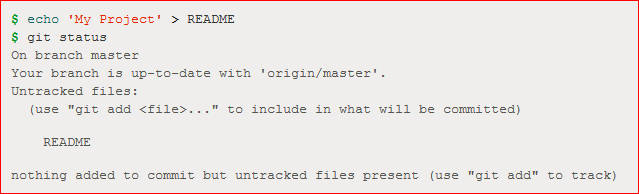 $ echo 'My Project' > README
$ git status
On branch master
Your branch is up-to-date with 'origin/master'.
Untracked files:
  (use "git add <file>..." to include in what will be committed)

    README

nothing added to commit but untracked files present (use "git add" to track)